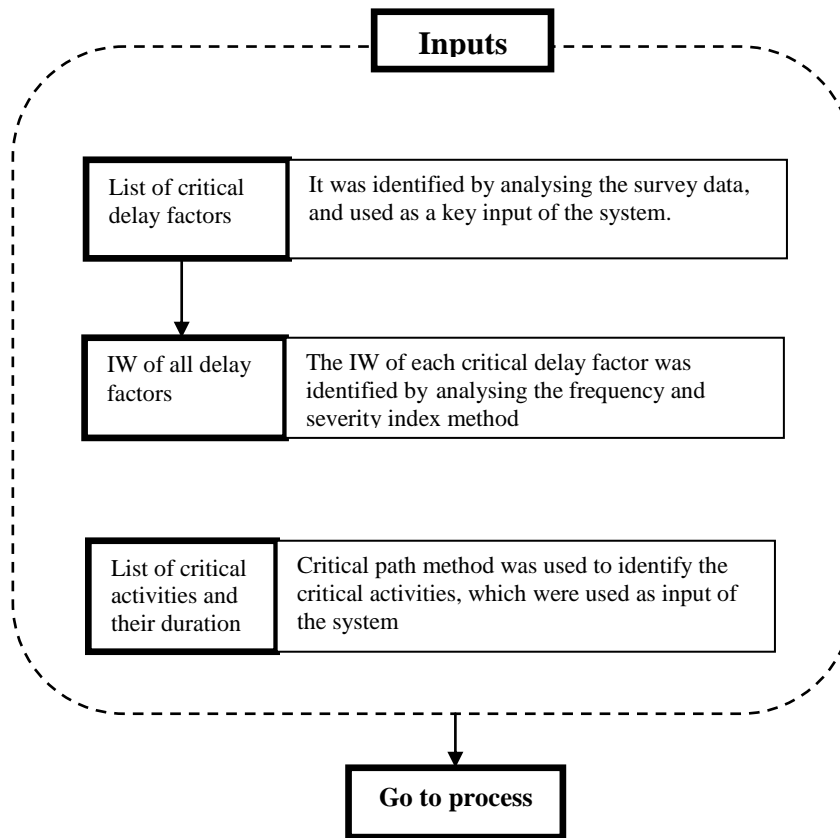 Inputs
List of critical
delay factors
It was identified by analysing the survey data,
and used as a key input of the system.
IW of all delay
factors
The IW of each critical delay factor was
identified by analysing the frequency and
severity index method
List of critical
activities and
their duration
Critical path method was used to identify the
critical activities, which were used as input of
the system
Go to process